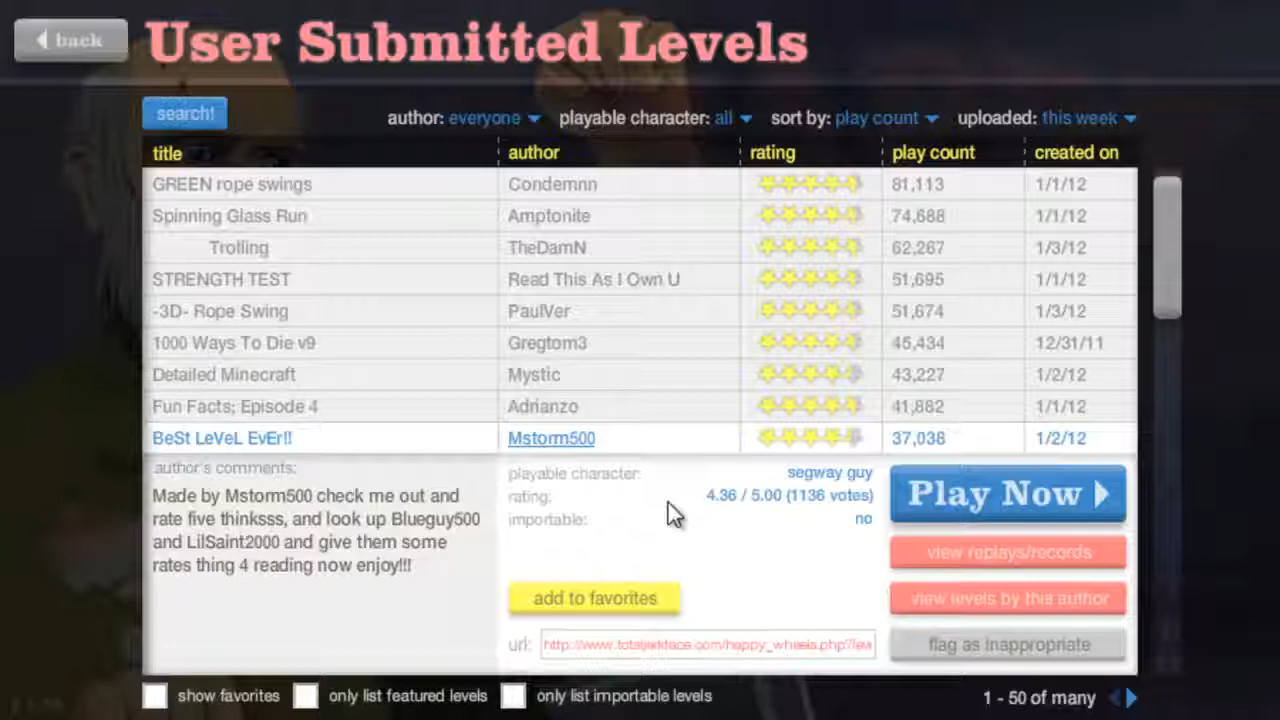 back
User Submitted Levels
search!
author: everyone playable character: all sort by: play count uploaded: this week
title author rating play count created on
GREEN rope swings Condemnn 81,113 1/1/12
Spinning Glass Run Amptonite 74,688 1/1/12
Trolling TheDamN 62,267 1/3/12
STRENGTH TEST Read This As I Own U 51,695 1/1/12
-3D- Rope Swing PaulVer 51,674 1/3/12
1000 Ways To Die v9 Gregtom3 45,434 12/31/11
Detailed Minecraft Mystic 43,227 1/2/12
Fun Facts; Episode 4 Adrianzo 41,882 1/1/12
BeSt LeVeL EvEr!! Mstorm500 37,038 1/2/12
author's comments:
Made by Mstorm500 check me out and
rate five thinksss, and look up Blueguy500
and LilSaint2000 and give them some
rates thing 4 reading now enjoy!!!
playable character: segway guy
rating: 4.36 / 5.00 (1136 votes)
importable: no
add to favorites
url: http://www.totaljerkface.com/happy_wheels.php?lev
Play Now
view replays/records
view levels by this author
flag as inappropriate
show favorites only list featured levels only list importable levels 1 - 50 of many